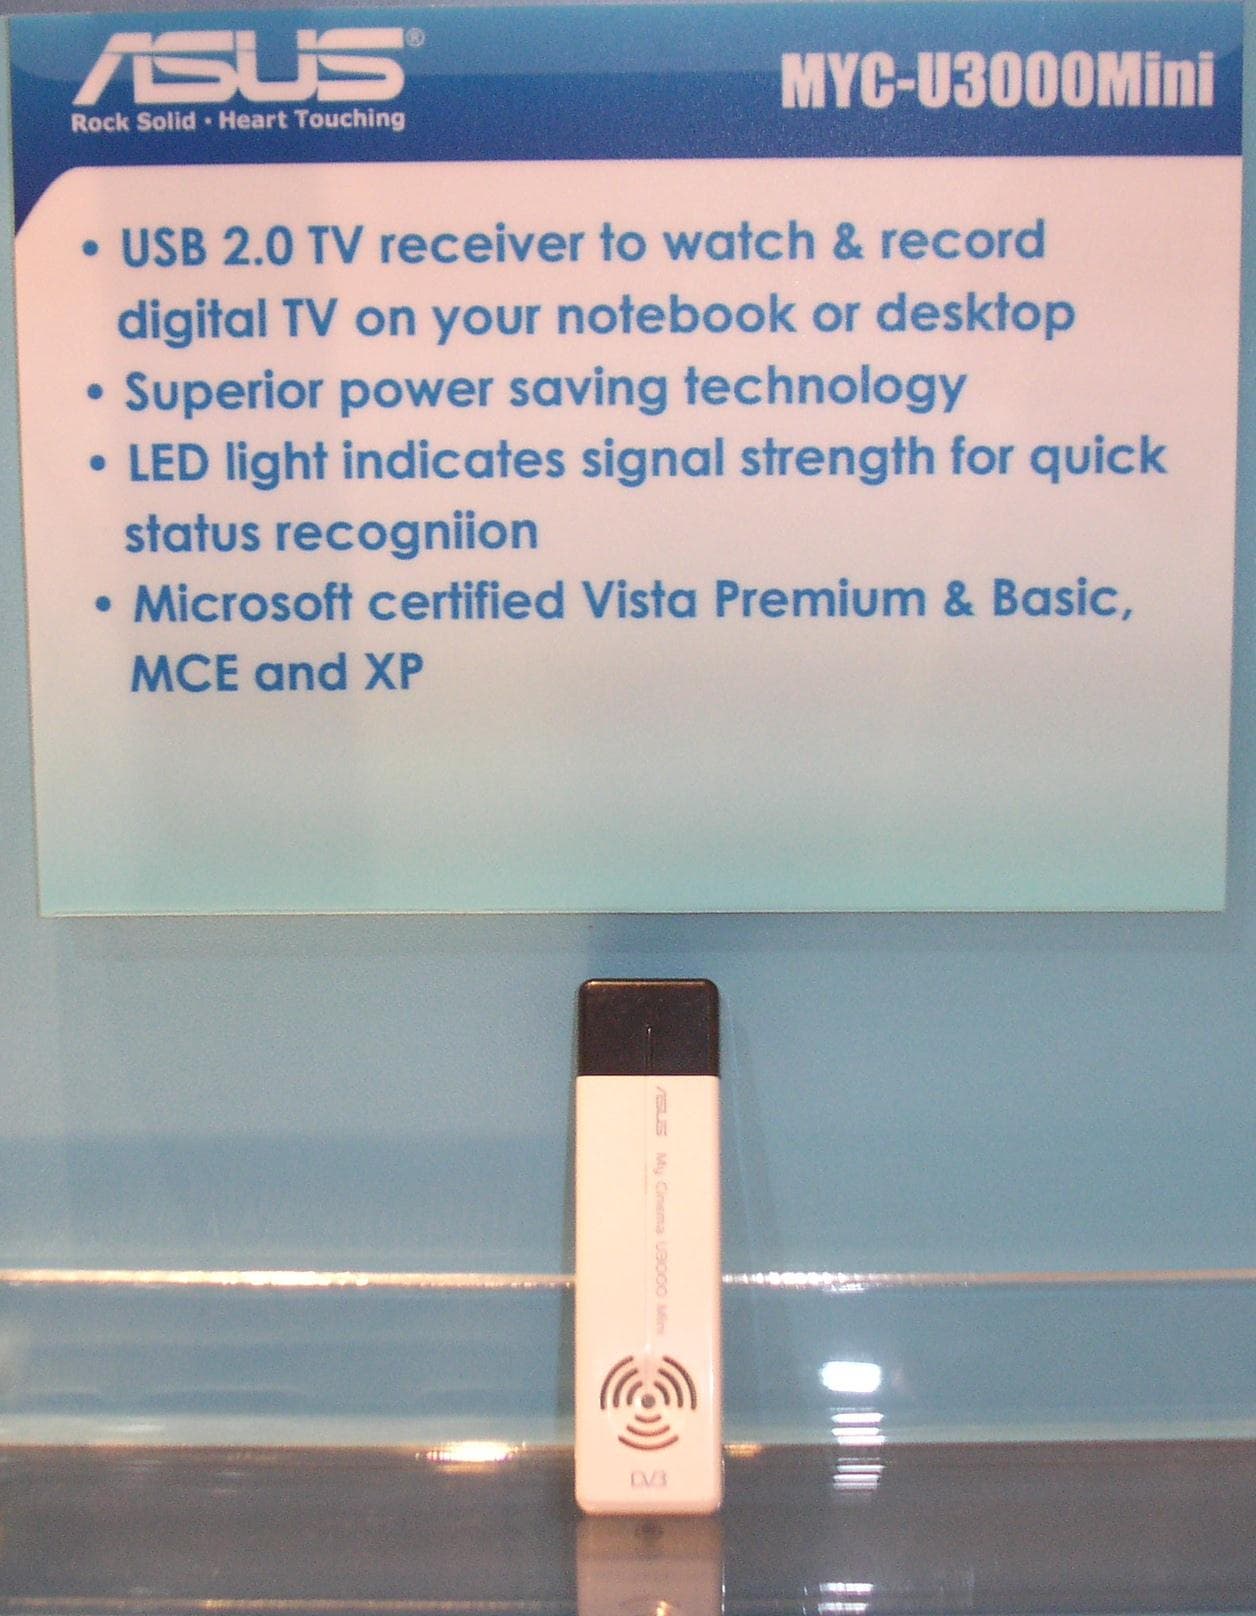 ASUS®
Rock Solid • Heart Touching
MYC-U3000Mini
• USB 2.0 TV receiver to watch & record
digital TV on your notebook or desktop
• Superior power saving technology
• LED light indicates signal strength for quick
status recogniion
• Microsoft certified Vista Premium & Basic,
MCE and XP
ASUS My Cinema U3000 Mini
DVB